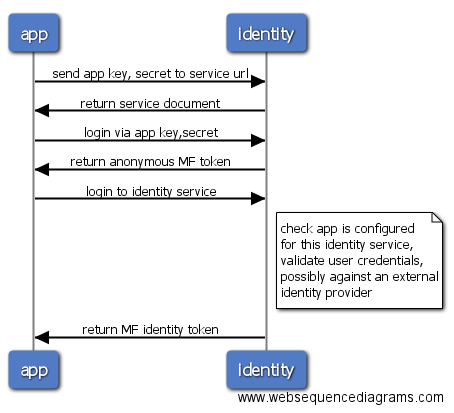 app
identity
send app key, secret to service url
return service document
login via app key,secret
return anonymous MF token
login to identity service
check app is configured
for this identity service,
validate user credentials,
possibly against an external
identity provider
return MF identity token
app
identity
www.websequencediagrams.com